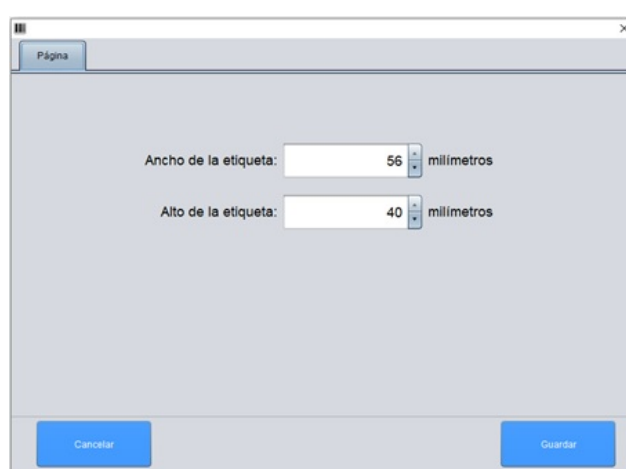 Página
Ancho de la etiqueta: 56 milímetros
Alto de la etiqueta: 40 milímetros
Cancelar
Guardar